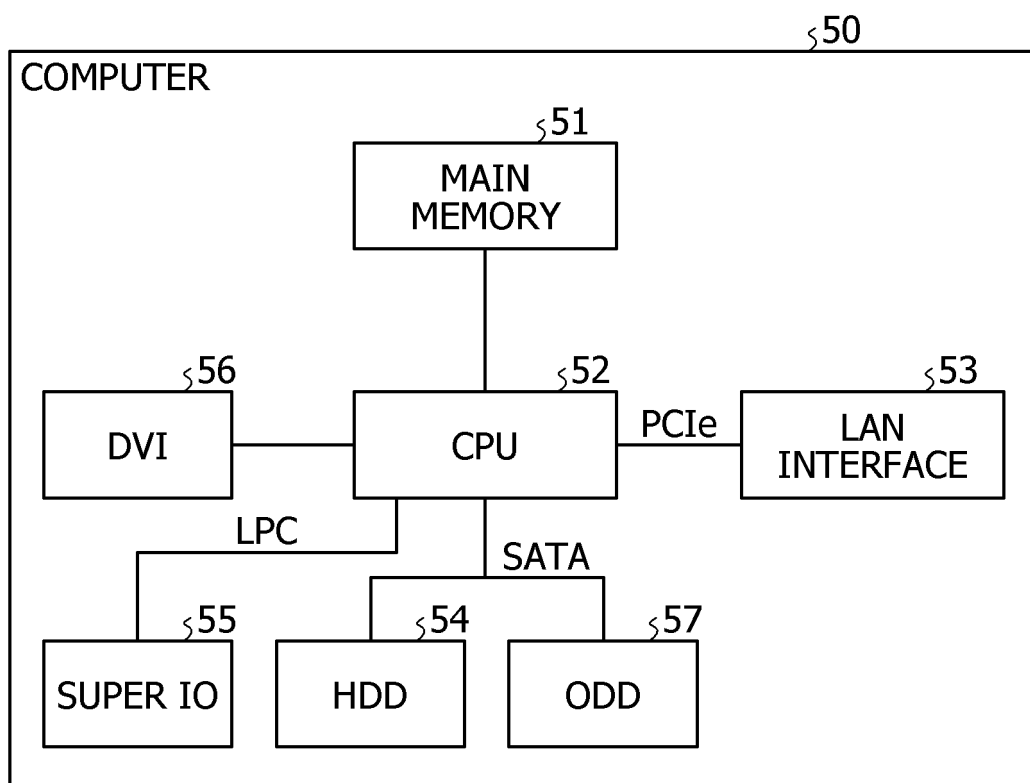 50
COMPUTER
51
MAIN
MEMORY
56
52
53
DVI
CPU
PCIe
LAN
INTERFACE
LPC
SATA
55
54
57
SUPER IO
HDD
ODD